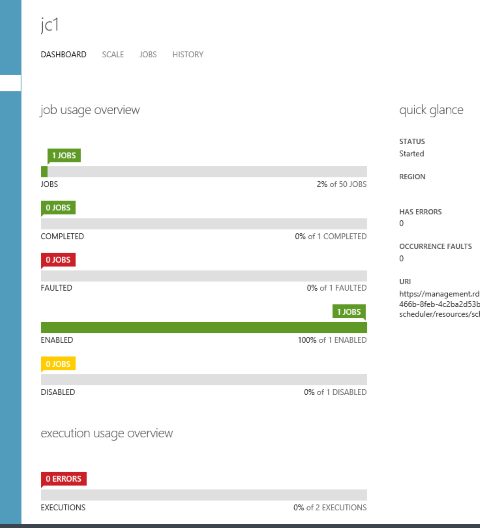 jc1
DASHBOARD SCALE JOBS HISTORY
job usage overview
1 JOBS
JOBS 2% of 50 JOBS
0 JOBS
COMPLETED 0% of 1 COMPLETED
0 JOBS
FAULTED 0% of 1 FAULTED
1 JOBS
ENABLED 100% of 1 ENABLED
0 JOBS
DISABLED 0% of 1 DISABLED
execution usage overview
0 ERRORS
EXECUTIONS 0% of 2 EXECUTIONS
quick glance
STATUS
Started
REGION
HAS ERRORS
0
OCCURRENCE FAULTS
0
URI
https://management.rd
466b-8feb-4c2ba2d53b
scheduler/resources/sch